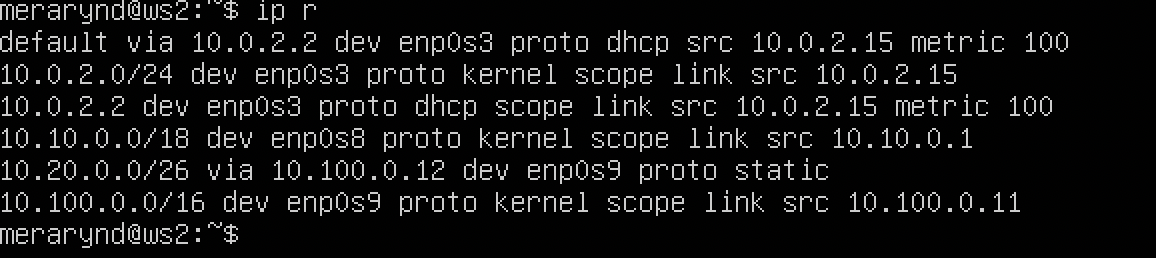 merarynd@ws2:~$ ip r
default via 10.0.2.2 dev enp0s3 proto dhcp src 10.0.2.15 metric 100
10.0.2.0/24 dev enp0s3 proto kernel scope link src 10.0.2.15
10.0.2.2 dev enp0s3 proto dhcp scope link src 10.0.2.15 metric 100
10.10.0.0/18 dev enp0s8 proto kernel scope link src 10.10.0.1
10.20.0.0/26 via 10.100.0.12 dev enp0s9 proto static
10.100.0.0/16 dev enp0s9 proto kernel scope link src 10.100.0.11
merarynd@ws2:~$